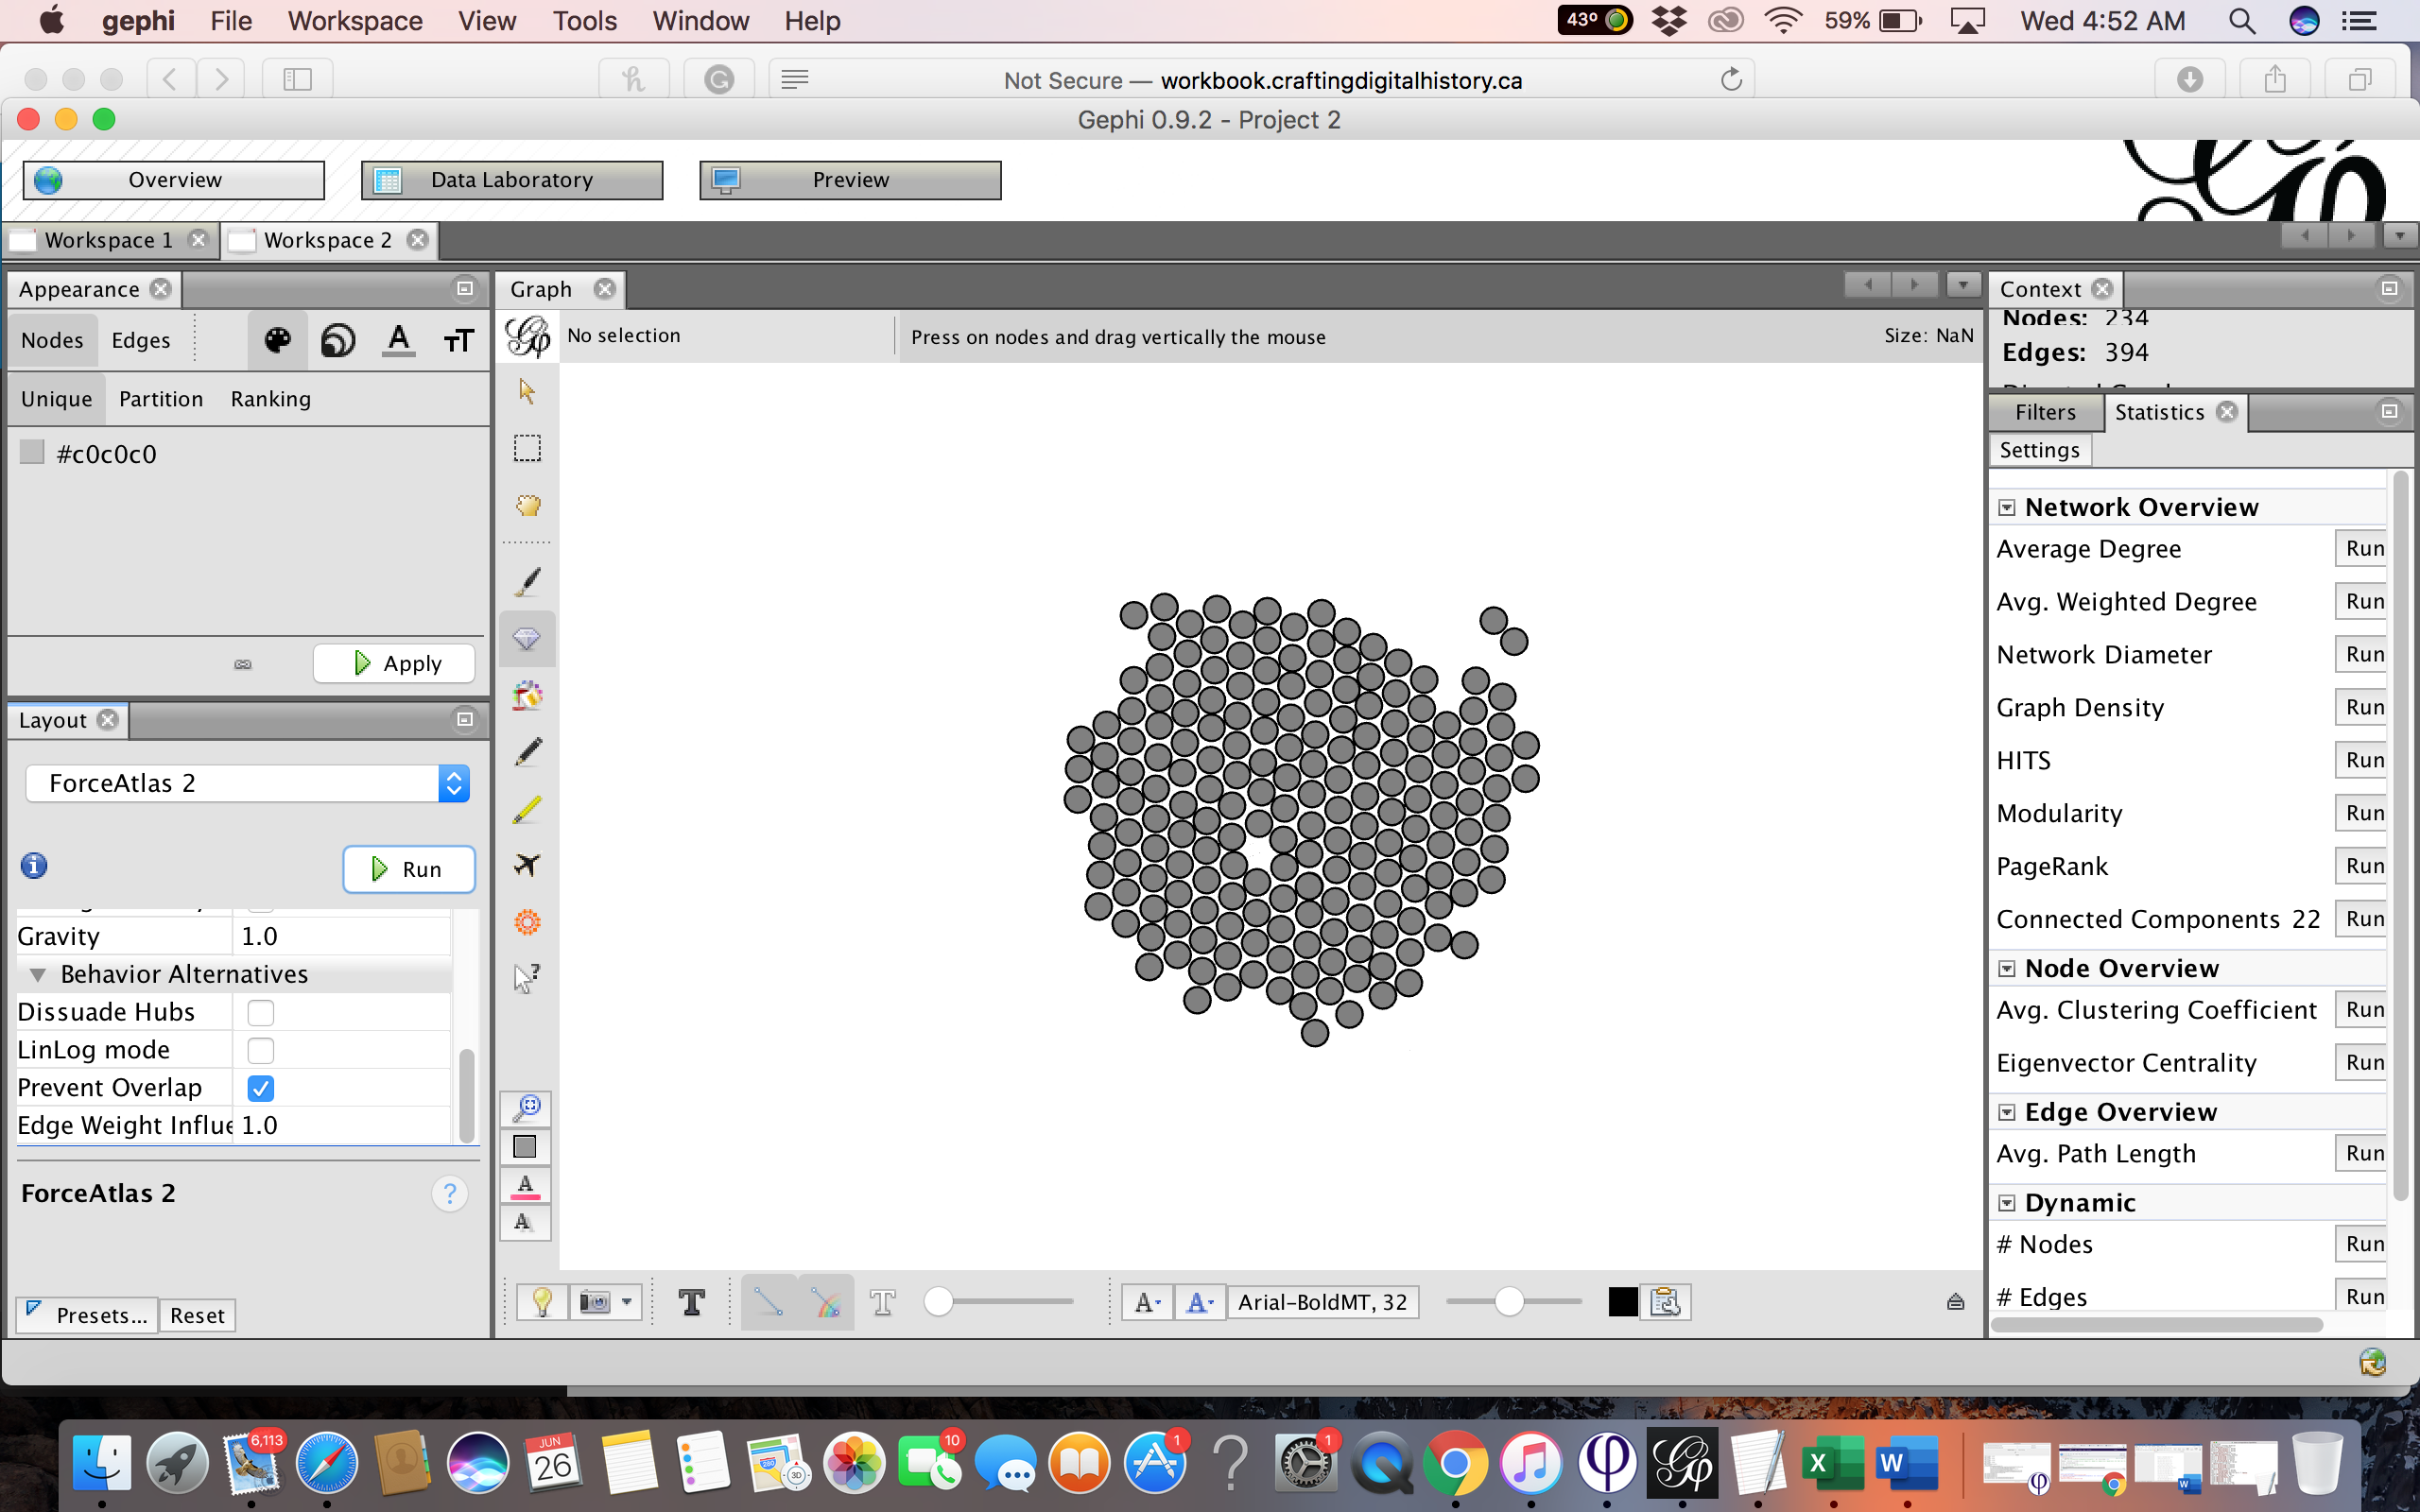 gephi File Workspace View Tools Window Help 43° 59% Wed 4:52 AM
Not Secure — workbook.craftingdigitalhistory.ca
Gephi 0.9.2 - Project 2
Overview Data Laboratory Preview
Workspace 1 Workspace 2
Appearance
Nodes Edges
Unique Partition Ranking
#c0c0c0
Apply
Layout
ForceAtlas 2
Run
Gravity 1.0
Behavior Alternatives
Dissuade Hubs
LinLog mode
Prevent Overlap
Edge Weight Influe 1.0
ForceAtlas 2
?
Presets... Reset
Graph
No selection Press on nodes and drag vertically the mouse Size: NaN
Arial-BoldMT, 32
Context
Nodes: 234
Edges: 394
Filters Statistics
Settings
Network Overview
Average Degree Run
Avg. Weighted Degree Run
Network Diameter Run
Graph Density Run
HITS Run
Modularity Run
PageRank Run
Connected Components 22 Run
Node Overview
Avg. Clustering Coefficient Run
Eigenvector Centrality Run
Edge Overview
Avg. Path Length Run
Dynamic
# Nodes Run
# Edges Run
6,113 JUN 26 10 1 1